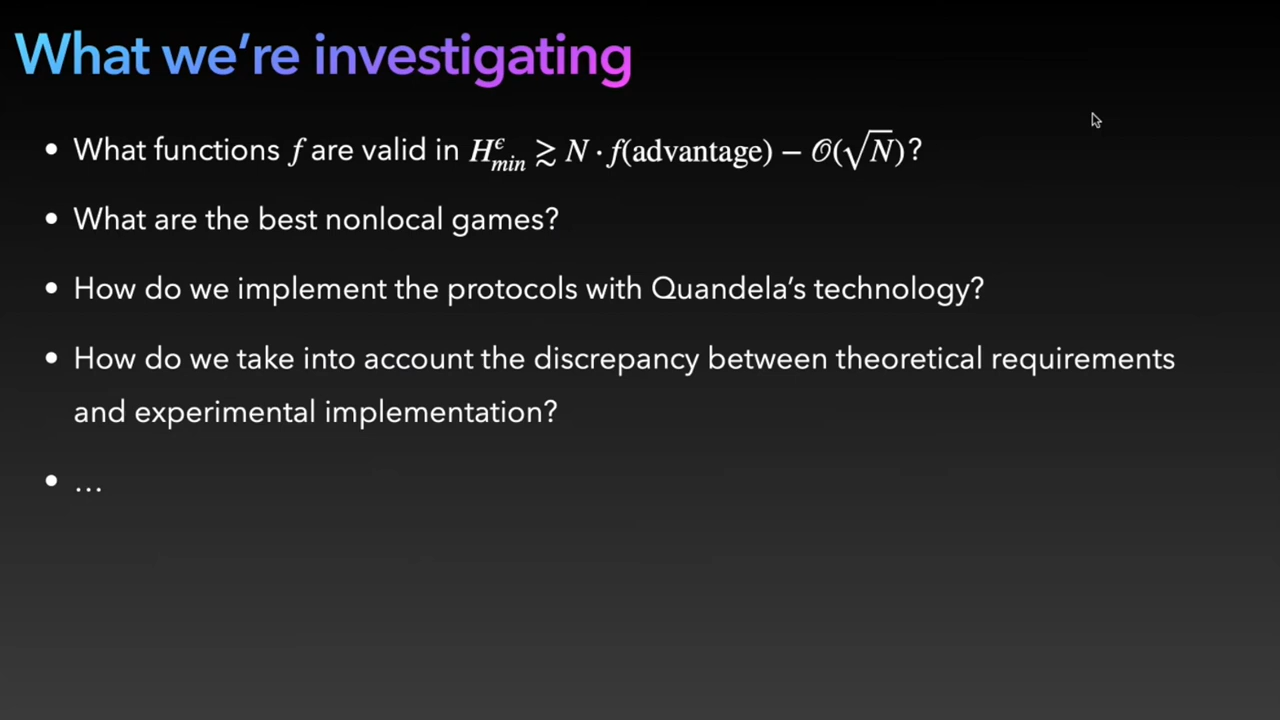 What we're investigating
• What functions f are valid in H^ϵ_min ≳ N · f(advantage) − 𝒪(√N)?
• What are the best nonlocal games?
• How do we implement the protocols with Quandela's technology?
• How do we take into account the discrepancy between theoretical requirements
and experimental implementation?
• …